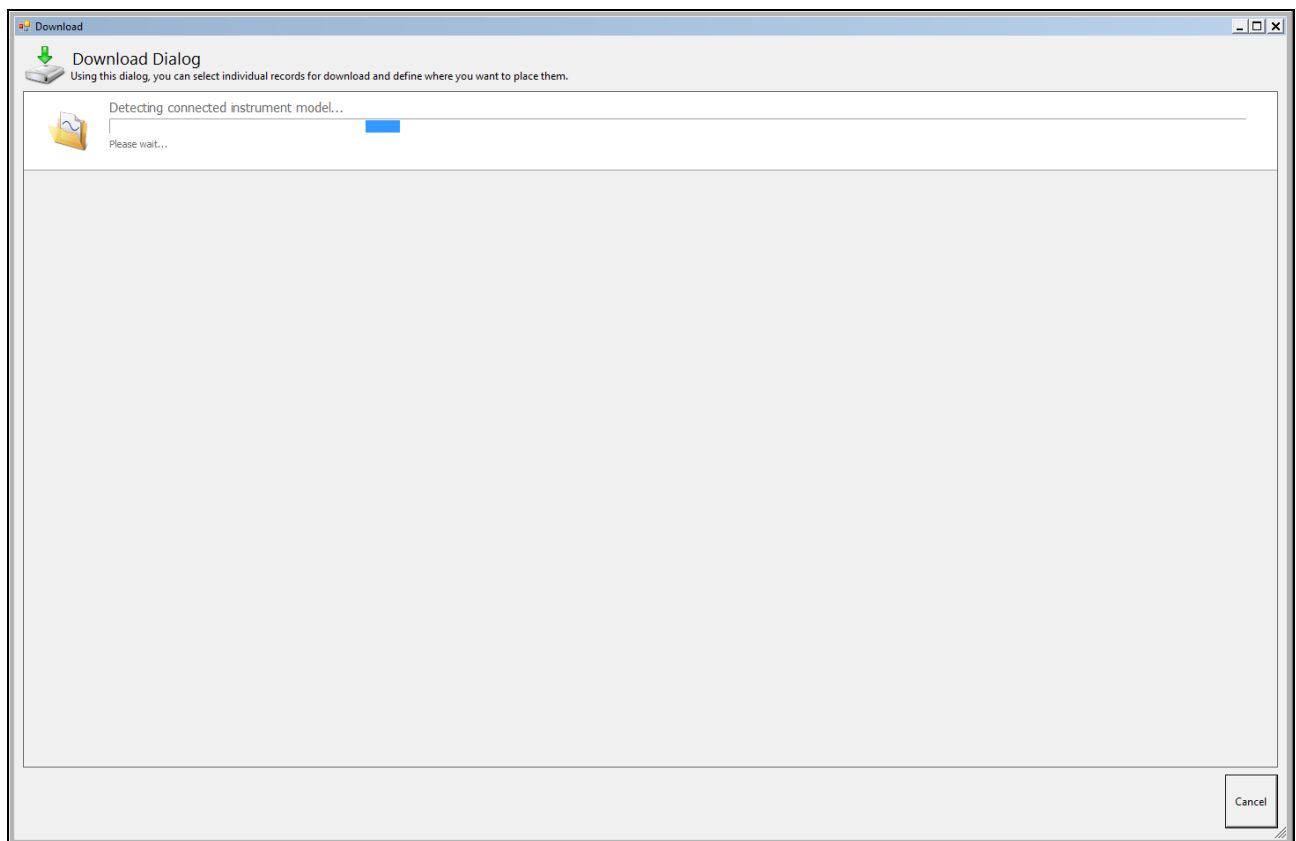 Download
Download Dialog
Using this dialog, you can select individual records for download and define where you want to place them.
Detecting connected instrument model...
Please wait...
Cancel